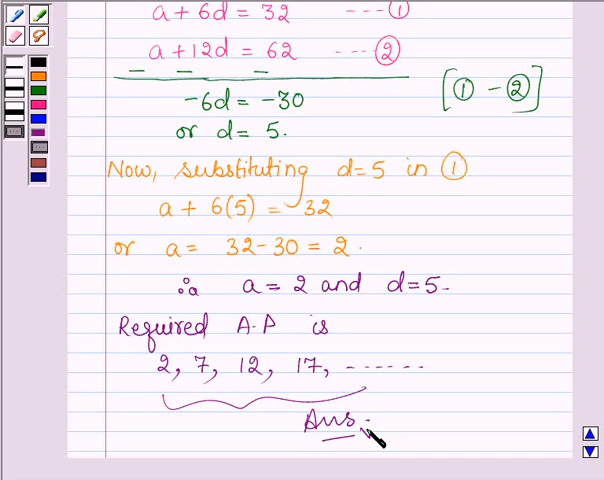 a + 6d = 32 ---- ①
a + 12d = 62 ---- ②
− − −
-6d = -30 [① - ②]
or d = 5.
Now, substituting d=5 in ①
a + 6(5) = 32
or a = 32-30 = 2.
∴ a = 2 and d=5.
Required A.P is
2, 7, 12, 17, ------
Ans.